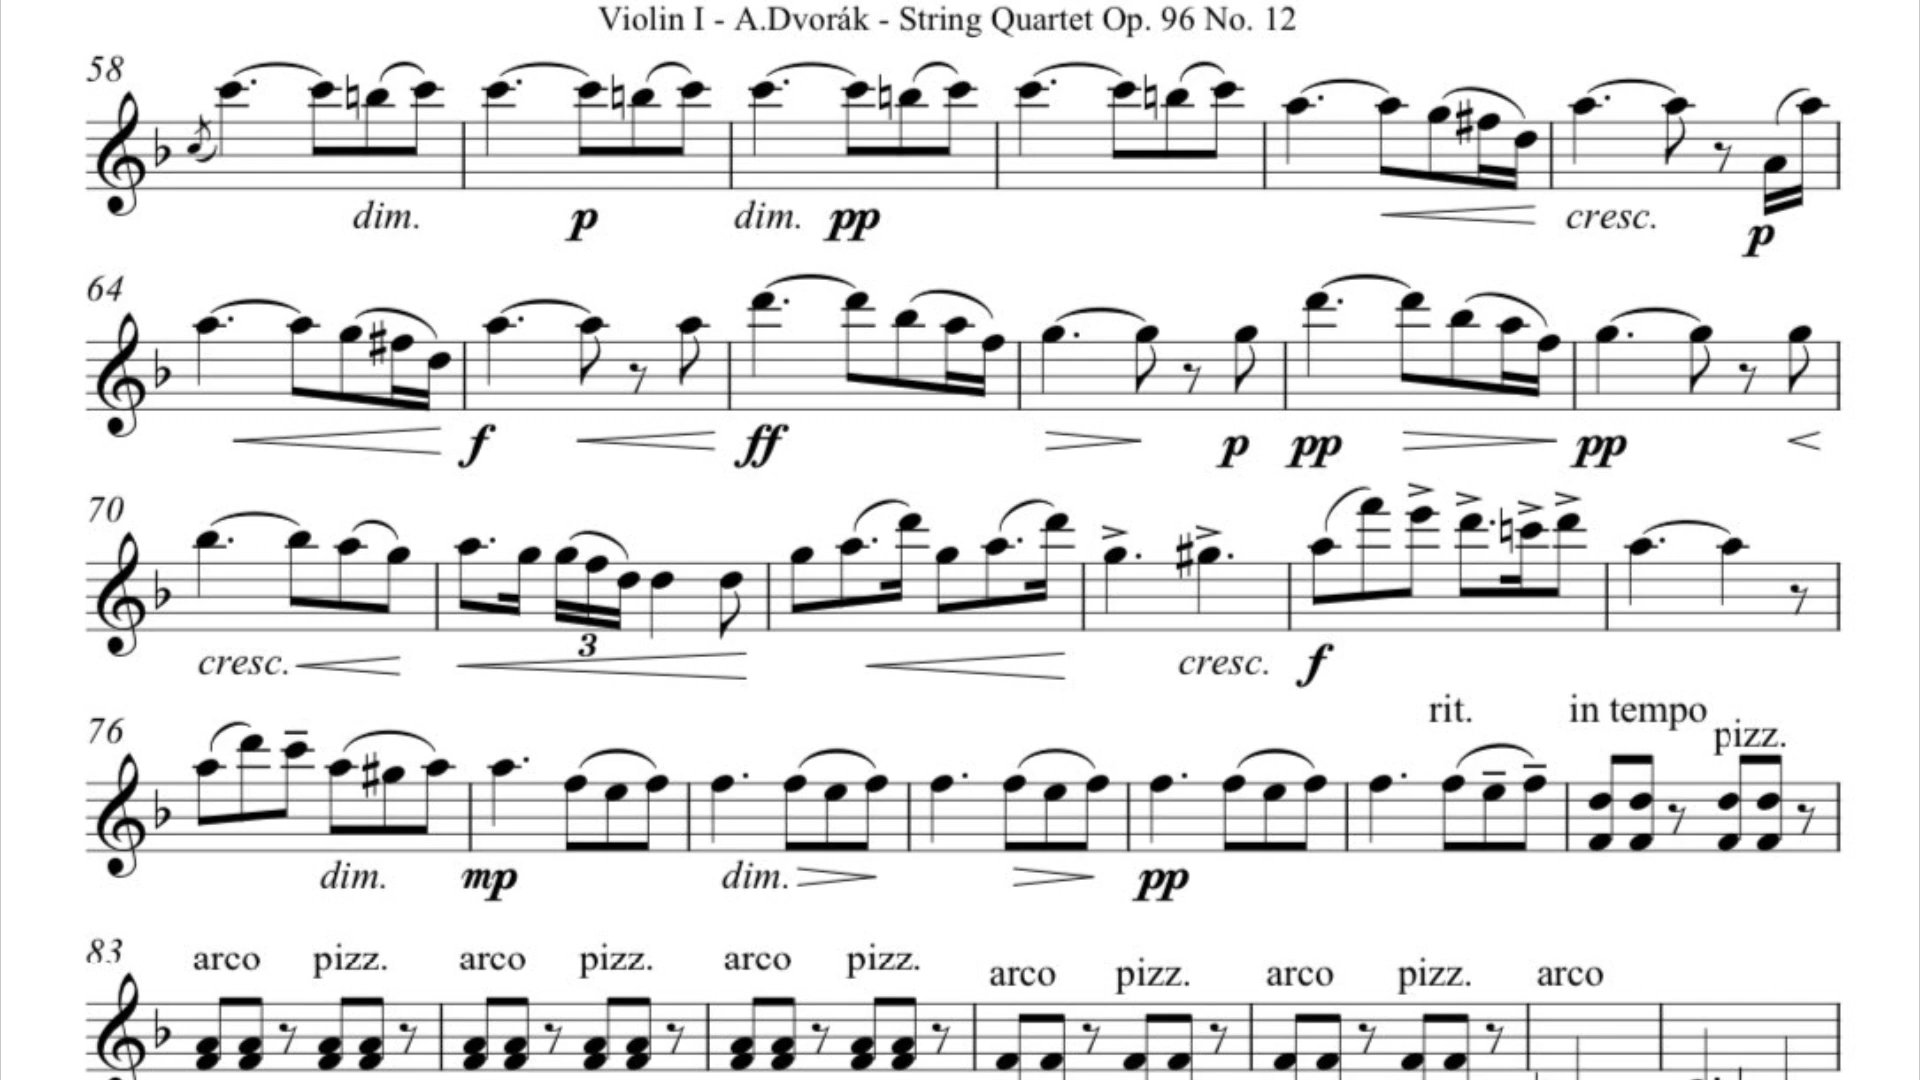 Violin I - A.Dvorák - String Quartet Op. 96 No. 12
58
dim. p dim. pp cresc. p
64
f ff p pp pp
70
3
cresc. cresc. f
rit. in tempo
76 pizz.
dim. mp dim. pp
83 arco pizz. arco pizz. arco pizz. arco pizz. arco pizz. arco